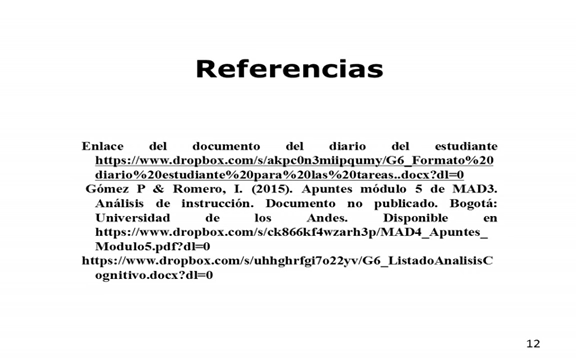 Referencias
Enlace del documento del diario del estudiante
https://www.dropbox.com/s/akpc0n3miipqumy/G6_Formato%20
diario%20estudiante%20para%20las%20tareas..docx?dl=0
Gómez P & Romero, I. (2015). Apuntes módulo 5 de MAD3.
Análisis de instrucción. Documento no publicado. Bogotá:
Universidad de los Andes. Disponible en
https://www.dropbox.com/s/ck866kf4wzarh3p/MAD4_Apuntes_
Modulo5.pdf?dl=0
https://www.dropbox.com/s/uhhghrfgi7o22yv/G6_ListadoAnalisisC
ognitivo.docx?dl=0
12